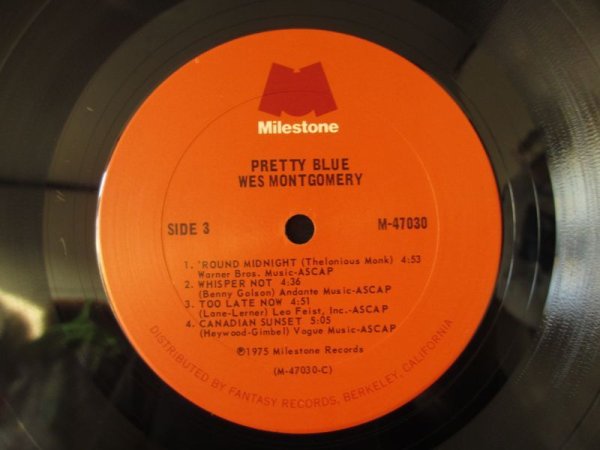 Milestone
PRETTY BLUE
WES MONTGOMERY
SIDE 3
M-47030
1. 'ROUND MIDNIGHT (Thelonious Monk) 4:53
Warner Bros. Music-ASCAP
2. WHISPER NOT 4:36
(Benny Golson) Andante Music-ASCAP
3. TOO LATE NOW 4:51
(Lane-Lerner) Leo Feist, Inc.-ASCAP
4. CANADIAN SUNSET 5:05
(Heywood-Gimbel) Vogue Music-ASCAP
℗1975 Milestone Records
(M-47030-C)
DISTRIBUTED BY FANTASY RECORDS, BERKELEY, CALIFORNIA